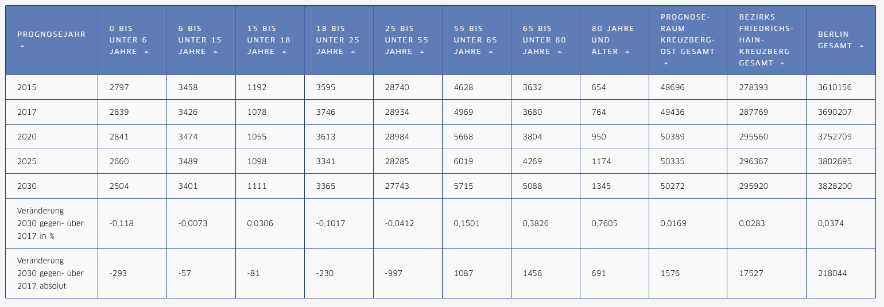 PROGNOSEJAHR | 0 BIS UNTER 6 JAHRE | 6 BIS UNTER 15 JAHRE | 15 BIS UNTER 18 JAHRE | 18 BIS UNTER 25 JAHRE | 25 BIS UNTER 55 JAHRE | 55 BIS UNTER 65 JAHRE | 65 BIS UNTER 80 JAHRE | 80 JAHRE UND ÄLTER | PROGNOSE-RAUM KREUZBERG-OST GESAMT | BEZIRKS FRIEDRICHS-HAIN-KREUZBERG GESAMT | BERLIN GESAMT
2015 | 2797 | 3458 | 1192 | 3595 | 28740 | 4628 | 3632 | 654 | 48696 | 278393 | 3610156
2017 | 2839 | 3426 | 1078 | 3746 | 28934 | 4969 | 3680 | 764 | 49436 | 287769 | 3690207
2020 | 2841 | 3474 | 1055 | 3613 | 28984 | 5668 | 3804 | 950 | 50389 | 295560 | 3752709
2025 | 2660 | 3489 | 1098 | 3341 | 28285 | 6019 | 4269 | 1174 | 50335 | 296367 | 3802695
2030 | 2504 | 3401 | 1111 | 3365 | 27743 | 5715 | 5088 | 1345 | 50272 | 295920 | 3828200
Veränderung 2030 gegen- über 2017 in % | -0,118 | -0,0073 | 0,0306 | -0,1017 | -0,0412 | 0,1501 | 0,3826 | 0,7605 | 0,0169 | 0,0283 | 0,0374
Veränderung 2030 gegen- über 2017 absolut | -293 | -57 | -81 | -230 | -997 | 1087 | 1456 | 691 | 1576 | 17527 | 218044